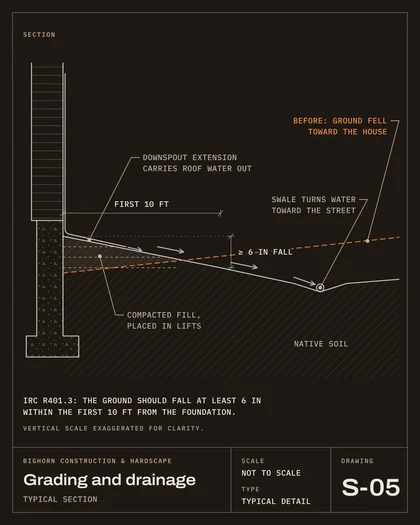 SECTION
BEFORE: GROUND FELL
TOWARD THE HOUSE
DOWNSPOUT EXTENSION
CARRIES ROOF WATER OUT
FIRST 10 FT
SWALE TURNS WATER
TOWARD THE STREET
≥ 6 IN FALL
COMPACTED FILL,
PLACED IN LIFTS
NATIVE SOIL
IRC R401.3: THE GROUND SHOULD FALL AT LEAST 6 IN
WITHIN THE FIRST 10 FT FROM THE FOUNDATION.
VERTICAL SCALE EXAGGERATED FOR CLARITY.
BIGHORN CONSTRUCTION & HARDSCAPE
Grading and drainage
TYPICAL SECTION
SCALE
NOT TO SCALE
TYPE
TYPICAL DETAIL
DRAWING
S-05